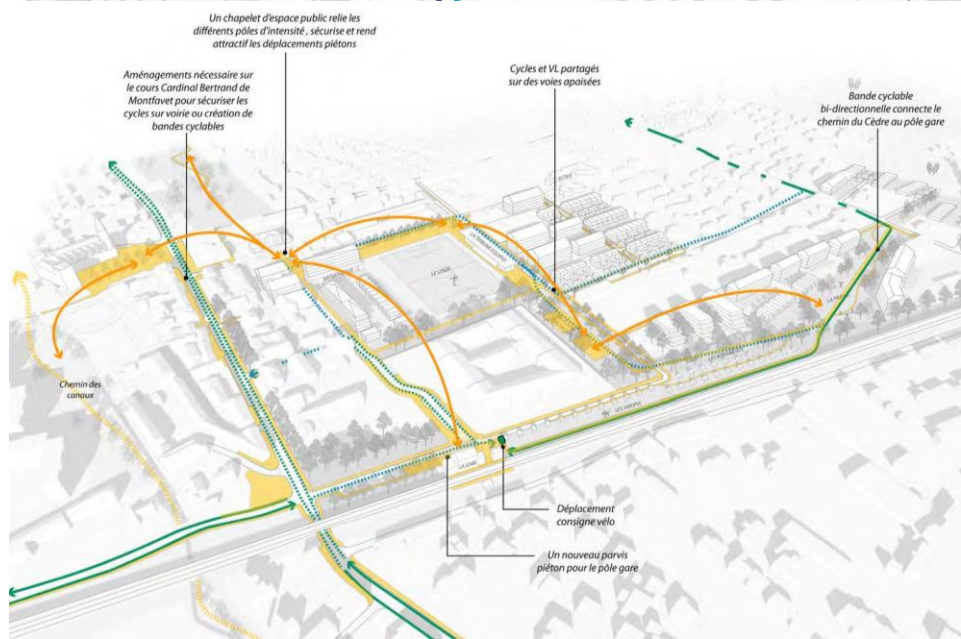 Un chapelet d'espace public relie les
différents pôles d'intensité, sécurise et rend
attractif les déplacements piétons
Aménagements nécessaire sur
le cours Cardinal Bertrand de
Montfavet pour sécuriser les
cycles sur voirie ou création de
bandes cyclables
Cycles et VL partagés
sur des voies apaisées
Bande cyclable
bi-directionnelle connecte le
chemin du Cèdre au pôle gare
LE STADE
Chemin des
canaux
LES JARDINS
LA GARE
Déplacement
consigne vélo
Un nouveau parvis
piéton pour le pôle gare